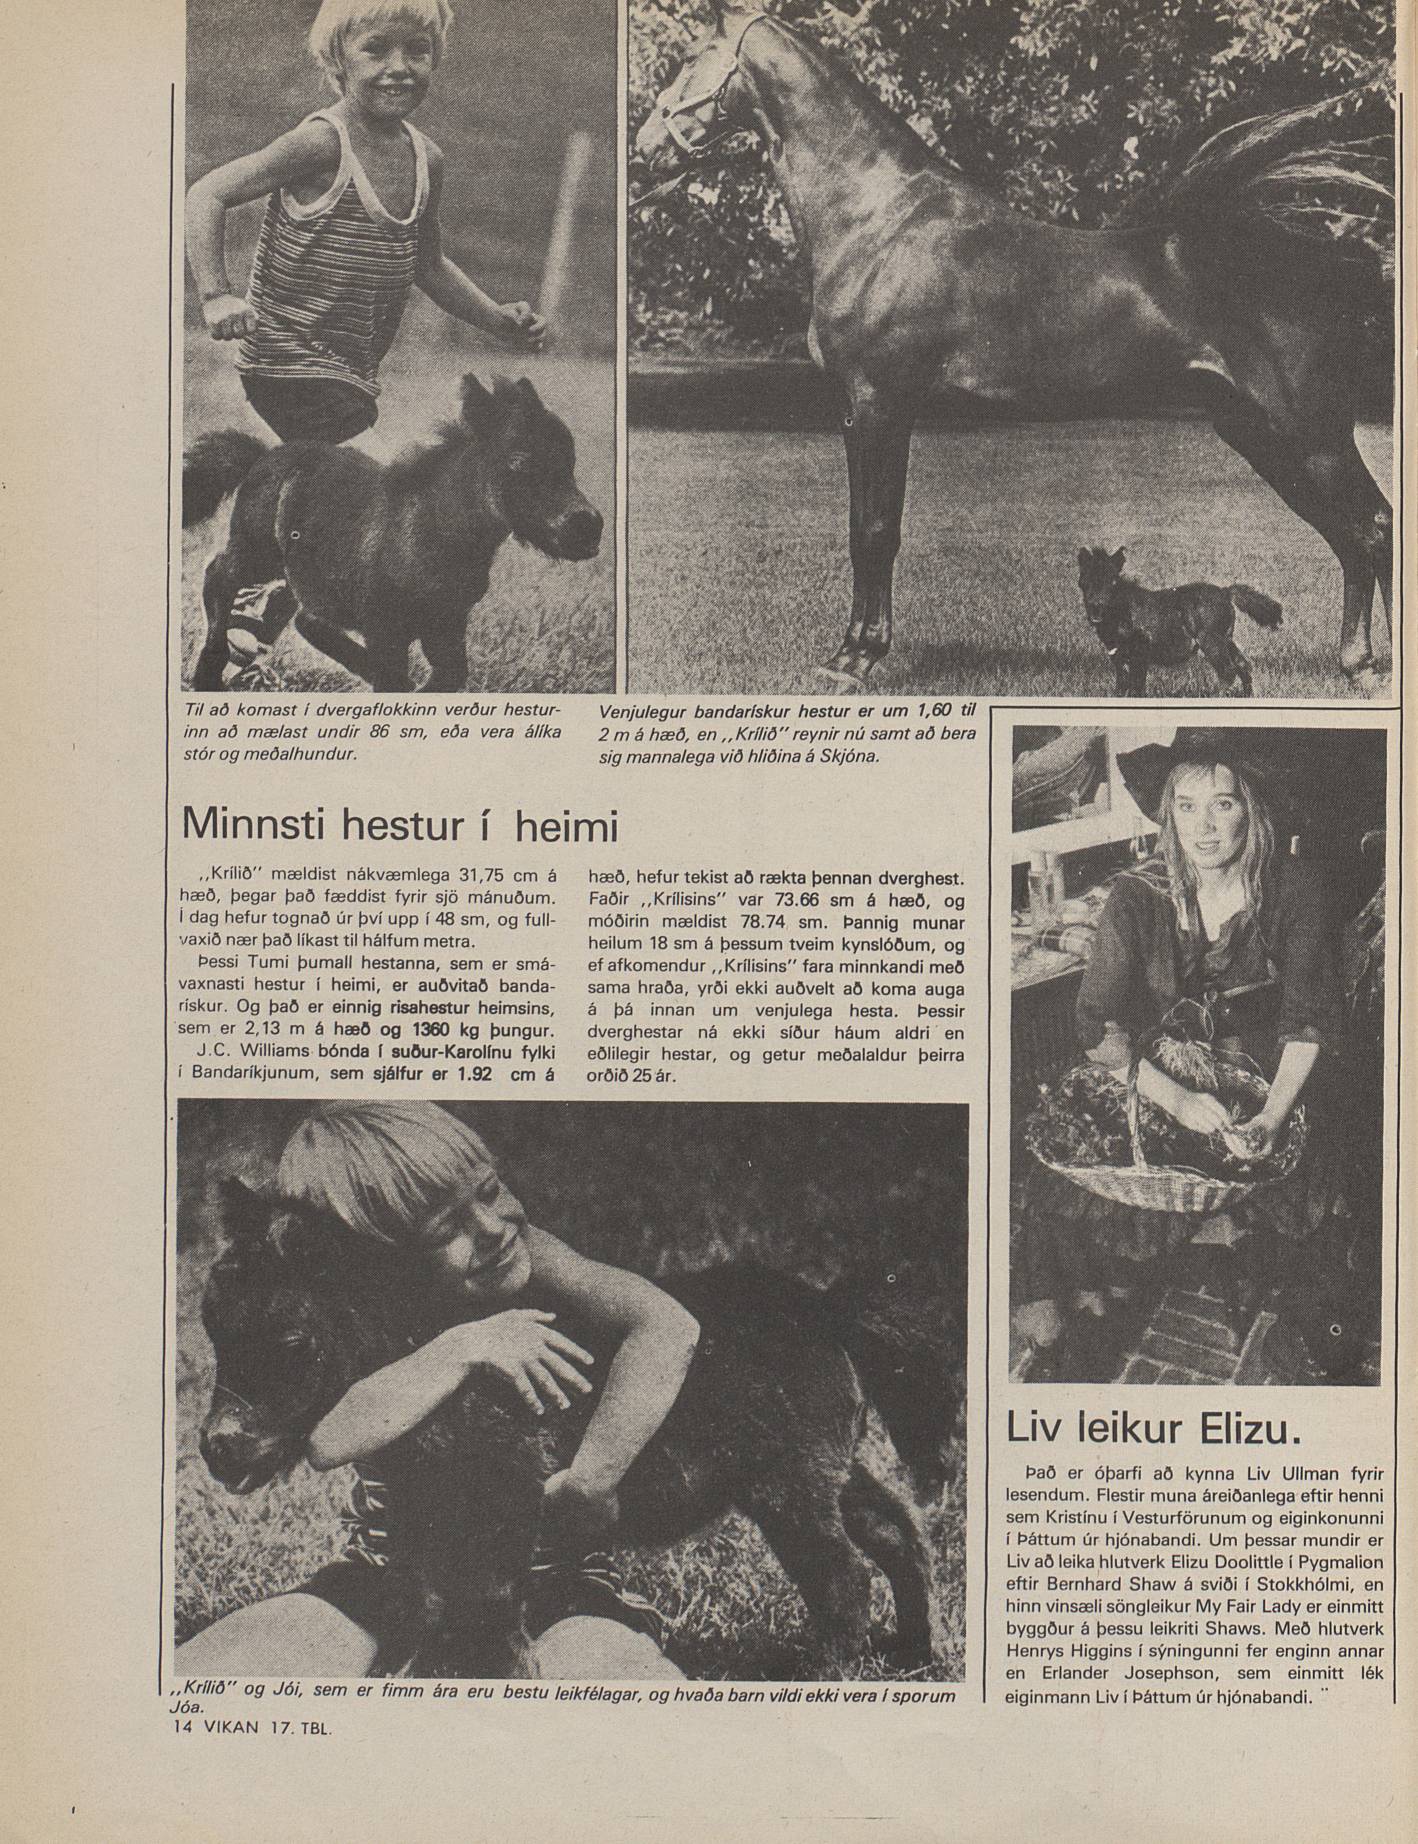 Til að komast í dvergaflokkinn verður hestur-
inn að mælast undir 86 sm, eða vera álíka
stór og meðalhundur.
Venjulegur bandarískur hestur er um 1,60 til
2 m á hæð, en ,,Krílið'' reynir nú samt að bera
sig mannalega við hliðina á Skjóna.
Minnsti hestur í heimi
,,Krílið'' mældist nákvæmlega 31,75 cm á
hæð, þegar það fæddist fyrir sjö mánuðum.
Í dag hefur tognað úr því upp í 48 sm, og full-
vaxið nær það líkast til hálfum metra.
Þessi Tumi þumall hestanna, sem er smá-
vaxnasti hestur í heimi, er auðvitað banda-
rískur. Og það er einnig risahestur heimsins,
sem er 2,13 m á hæð og 1360 kg þungur.
J.C. Williams bónda í suður-Karolínu fylki
í Bandaríkjunum, sem sjálfur er 1.92 cm á
hæð, hefur tekist að rækta þennan dverghest.
Faðir ,,Krílisins'' var 73.66 sm á hæð, og
móðirin mældist 78.74 sm. Þannig munar
heilum 18 sm á þessum tveim kynslóðum, og
ef afkomendur ,,Krílisins'' fara minnkandi með
sama hraða, yrði ekki auðvelt að koma auga
á þá innan um venjulega hesta. Þessir
dverghestar ná ekki síður háum aldri en
eðlilegir hestar, og getur meðalaldur þeirra
orðið 25 ár.
,,Krílið'' og Jói, sem er fimm ára eru bestu leikfélagar, og hvaða barn vildi ekki vera í sporum
Jóa.
Liv leikur Elizu.
Það er óþarfi að kynna Liv Ullman fyrir
lesendum. Flestir muna áreiðanlega eftir henni
sem Kristínu í Vesturförunum og eiginkonunni
í Þáttum úr hjónabandi. Um þessar mundir er
Liv að leika hlutverk Elizu Doolittle í Pygmalion
eftir Bernhard Shaw á sviði í Stokkhólmi, en
hinn vinsæli söngleikur My Fair Lady er einmitt
byggður á þessu leikriti Shaws. Með hlutverk
Henrys Higgins í sýningunni fer enginn annar
en Erlander Josephson, sem einmitt lék
eiginmann Liv í Þáttum úr hjónabandi.
14 VIKAN 17. TBL.